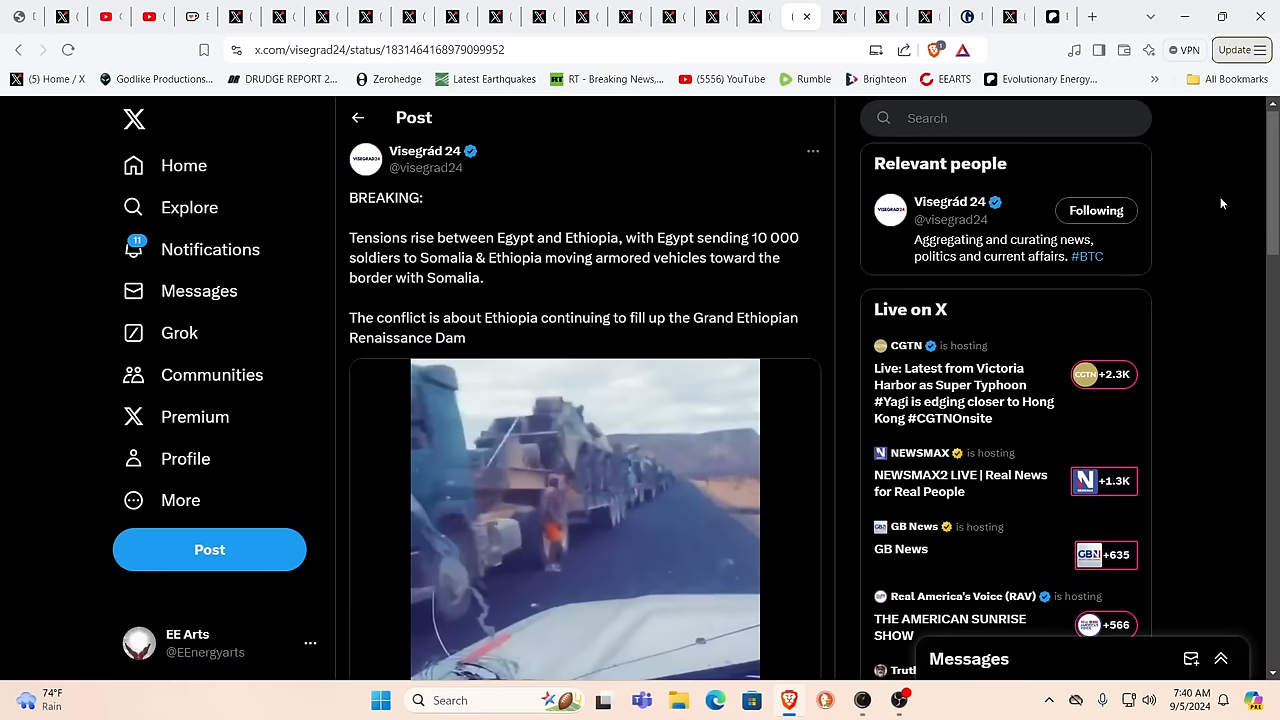 x.com/visegrad24/status/1831464168979099952
1
VPN
Update
(5) Home / X
Godlike Productions...
DRUDGE REPORT 2...
Zerohedge
Latest Earthquakes
RT - Breaking News,...
(5556) YouTube
Rumble
Brighteon
EEARTS
Evolutionary Energy...
»
All Bookmarks
Home
Explore
11
Notifications
Messages
Grok
Communities
Premium
Profile
More
Post
EE Arts
@EEnergyarts
Post
VISEGRAD24
Visegrád 24
@visegrad24
BREAKING:
Tensions rise between Egypt and Ethiopia, with Egypt sending 10 000
soldiers to Somalia & Ethiopia moving armored vehicles toward the
border with Somalia.
The conflict is about Ethiopia continuing to fill up the Grand Ethiopian
Renaissance Dam
Search
Relevant people
VISEGRAD24
Visegrád 24
@visegrad24
Following
Aggregating and curating news,
politics and current affairs. #BTC
Live on X
CGTN is hosting
Live: Latest from Victoria
Harbor as Super Typhoon
#Yagi is edging closer to Hong
Kong #CGTNOnsite
CGTN
+2.3K
NEWSMAX is hosting
NEWSMAX2 LIVE | Real News
for Real People
+1.3K
GB News is hosting
GB News
GBN
+635
Real America's Voice (RAV) is hosting
THE AMERICAN SUNRISE
SHOW
+566
Truth
Messages
74°F
Rain
Search
7:40 AM
9/5/2024
PRE